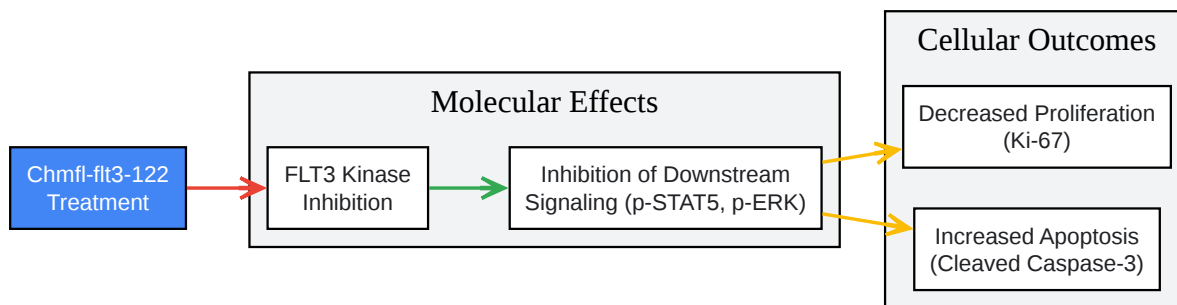 Chmfl-flt3-122
Treatment
Molecular Effects
FLT3 Kinase
Inhibition
Inhibition of Downstream
Signaling (p-STAT5, p-ERK)
Cellular Outcomes
Decreased Proliferation
(Ki-67)
Increased Apoptosis
(Cleaved Caspase-3)